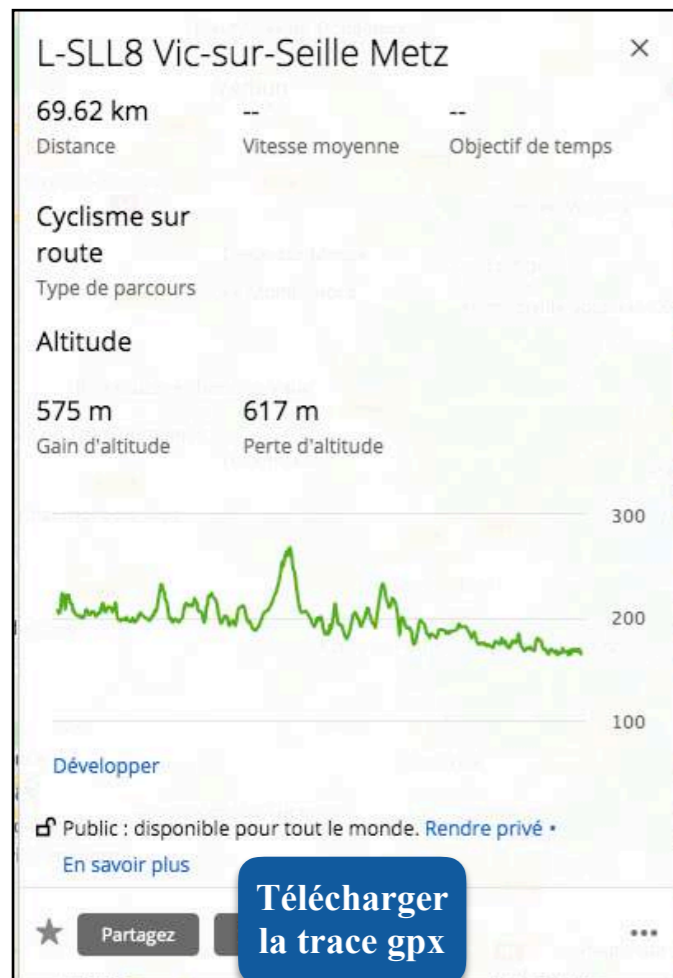 L-SLL8 Vic-sur-Seille Metz ×
69.62 km -- --
Distance Vitesse moyenne Objectif de temps
Cyclisme sur
route
Type de parcours
Altitude
575 m 617 m
Gain d'altitude Perte d'altitude
300
200
100
Développer
Public : disponible pour tout le monde. Rendre privé •
En savoir plus
Partagez
Télécharger
la trace gpx